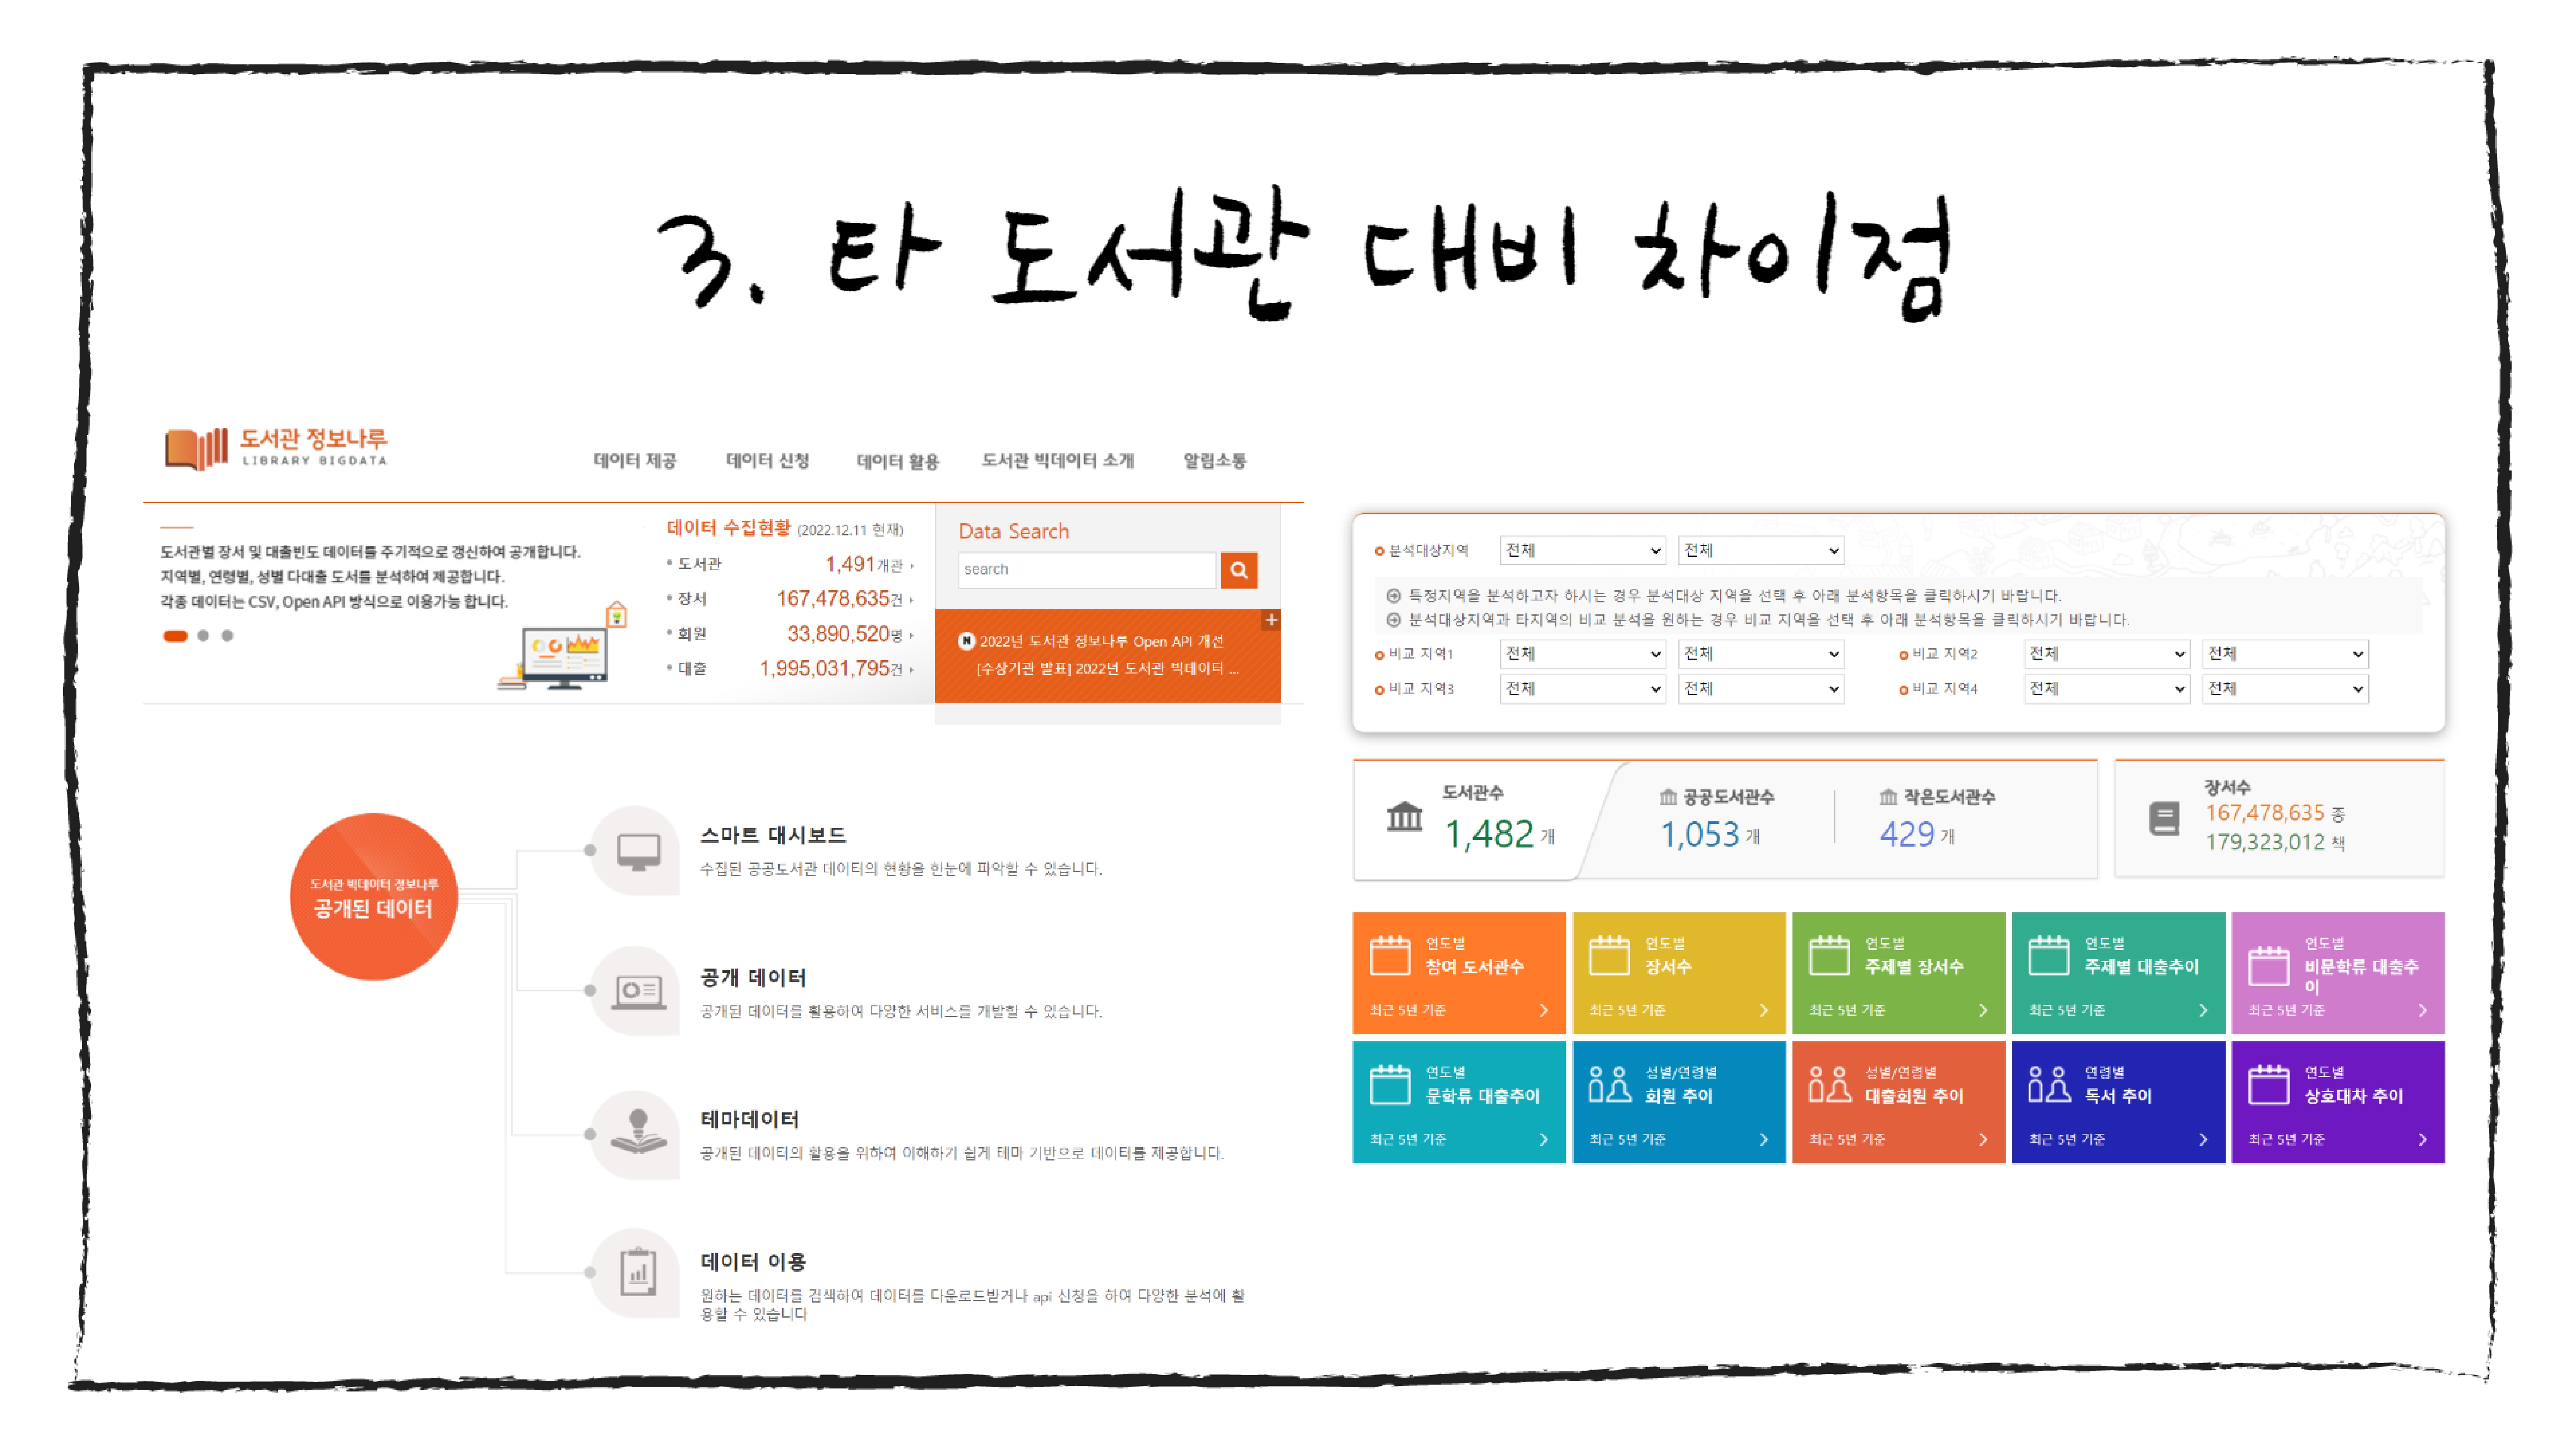 3. 타 도서관 대비 차이점
도서관 정보나루
LIBRARY BIGDATA
데이터 제공 데이터 신청 데이터 활용 도서관 빅데이터 소개 알림소통
도서관별 장서 및 대출빈도 데이터를 주기적으로 갱신하여 공개합니다.
지역별, 연령별, 성별 다대출 도서를 분석하여 제공합니다.
각종 데이터는 CSV, Open API 방식으로 이용가능 합니다.
데이터 수집현황 (2022.12.11 현재)
도서관 1,491개관
장서 167,478,635건
회원 33,890,520명
대출 1,995,031,795건
Data Search
search
N 2022년 도서관 정보나루 Open API 개선
[수상기관 발표] 2022년 도서관 빅데이터 ...
도서관 빅데이터 정보나루
공개된 데이터
스마트 대시보드
수집된 공공도서관 데이터의 현황을 한눈에 파악할 수 있습니다.
공개 데이터
공개된 데이터를 활용하여 다양한 서비스를 개발할 수 있습니다.
테마데이터
공개된 데이터의 활용을 위하여 이해하기 쉽게 테마 기반으로 데이터를 제공합니다.
데이터 이용
원하는 데이터를 검색하여 데이터를 다운로드받거나 api 신청을 하여 다양한 분석에 활
용할 수 있습니다
분석대상지역 전체 전체
특정지역을 분석하고자 하시는 경우 분석대상 지역을 선택 후 아래 분석항목을 클릭하시기 바랍니다.
분석대상지역과 타지역의 비교 분석을 원하는 경우 비교 지역을 선택 후 아래 분석항목을 클릭하시기 바랍니다.
비교 지역1 전체 전체 비교 지역2 전체 전체
비교 지역3 전체 전체 비교 지역4 전체 전체
도서관수
1,482 개
공공도서관수
1,053 개
작은도서관수
429 개
장서수
167,478,635 종
179,323,012 책
연도별
참여 도서관수
최근 5년 기준
연도별
장서수
최근 5년 기준
연도별
주제별 장서수
최근 5년 기준
연도별
주제별 대출추이
최근 5년 기준
연도별
비문학류 대출추
이
최근 5년 기준
연도별
문학류 대출추이
최근 5년 기준
성별/연령별
회원 추이
최근 5년 기준
성별/연령별
대출회원 추이
최근 5년 기준
연령별
독서 추이
최근 5년 기준
연도별
상호대차 추이
최근 5년 기준